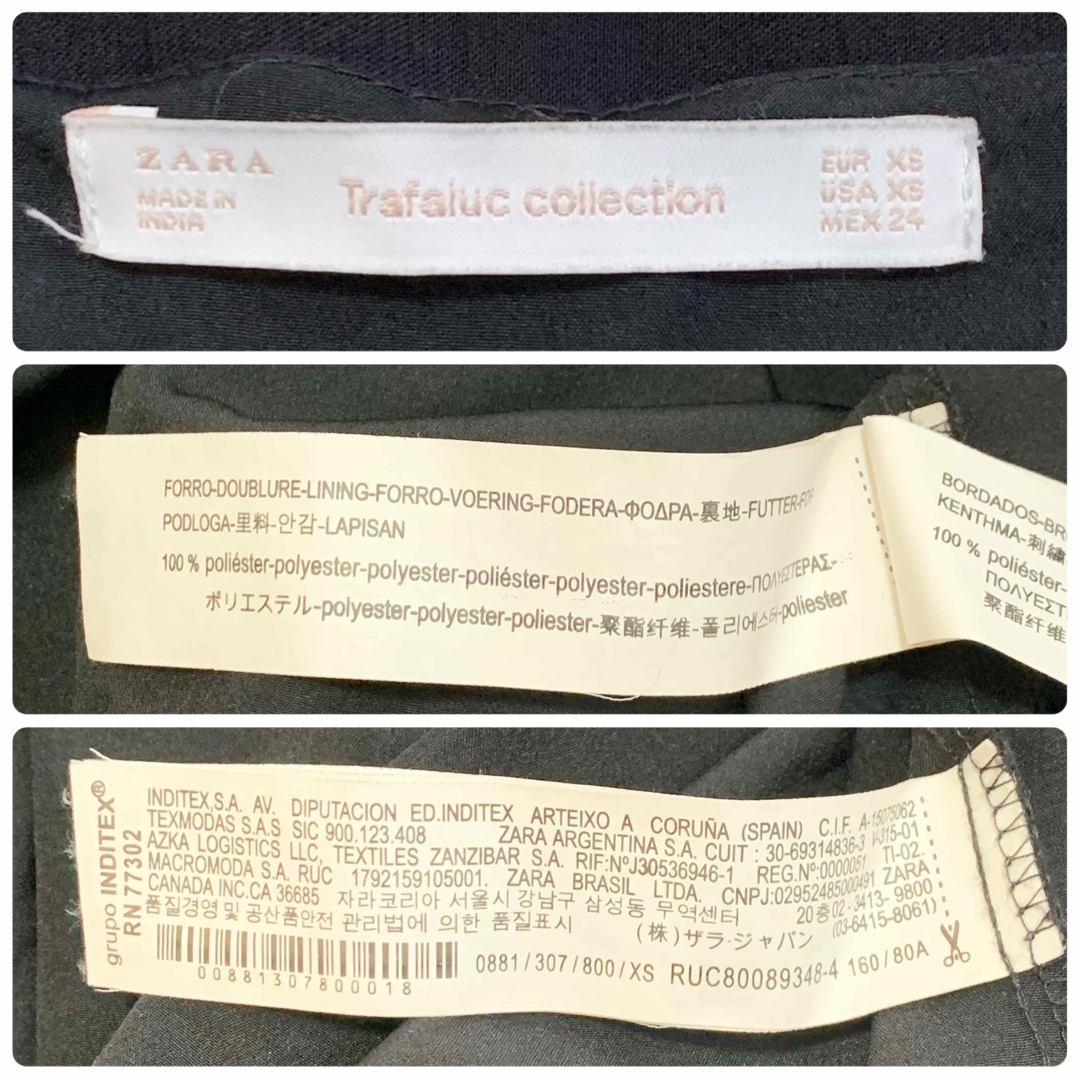 ZARA
MADE IN
INDIA
Trafaluc collection
EUR XS
USA XS
MEX 24
FORRO-DOUBLURE-LINING-FORRO-VOERING-FODERA-ΦΟΔΡΑ-裏地-FUTTER-
PODLOGA-里料-안감-LAPISAN
100 % poliéster-polyester-polyester-poliéster-polyester-poliestere-ΠΟΛΥΕΣΤΕΡΑΣ-
ポリエステル-polyester-polyester-poliester-聚酯纤维-폴리에스터-poliester
BORDADOS-
ΚΕΝΤΗΜΑ-刺繍
100 % poliéster-
聚酯纤维
grupo INDITEX®
RN 77302
INDITEX,S.A. AV. DIPUTACION ED.INDITEX ARTEIXO A CORUÑA (SPAIN) C.I.F. A-15075062
TEXMODAS S.A.S SIC 900.123.408 ZARA ARGENTINA S.A. CUIT : 30-69314836-3 V-315-01
AZKA LOGISTICS LLC, TEXTILES ZANZIBAR S.A. RIF:NºJ30536946-1 REG.Nº:0000051 TI-02.
MACROMODA S.A. RUC 1792159105001. ZARA BRASIL LTDA. CNPJ:02952485000491 ZARA
CANADA INC.CA 36685 자라코리아 서울시 강남구 삼성동 무역센터 20층02-3413-9800
품질경영 및 공산품안전 관리법에 의한 품질표시 (株)ザラ・ジャパン (03-6415-8061)
00881307800018
0881/307/800/XS RUC80089348-4 160/80A